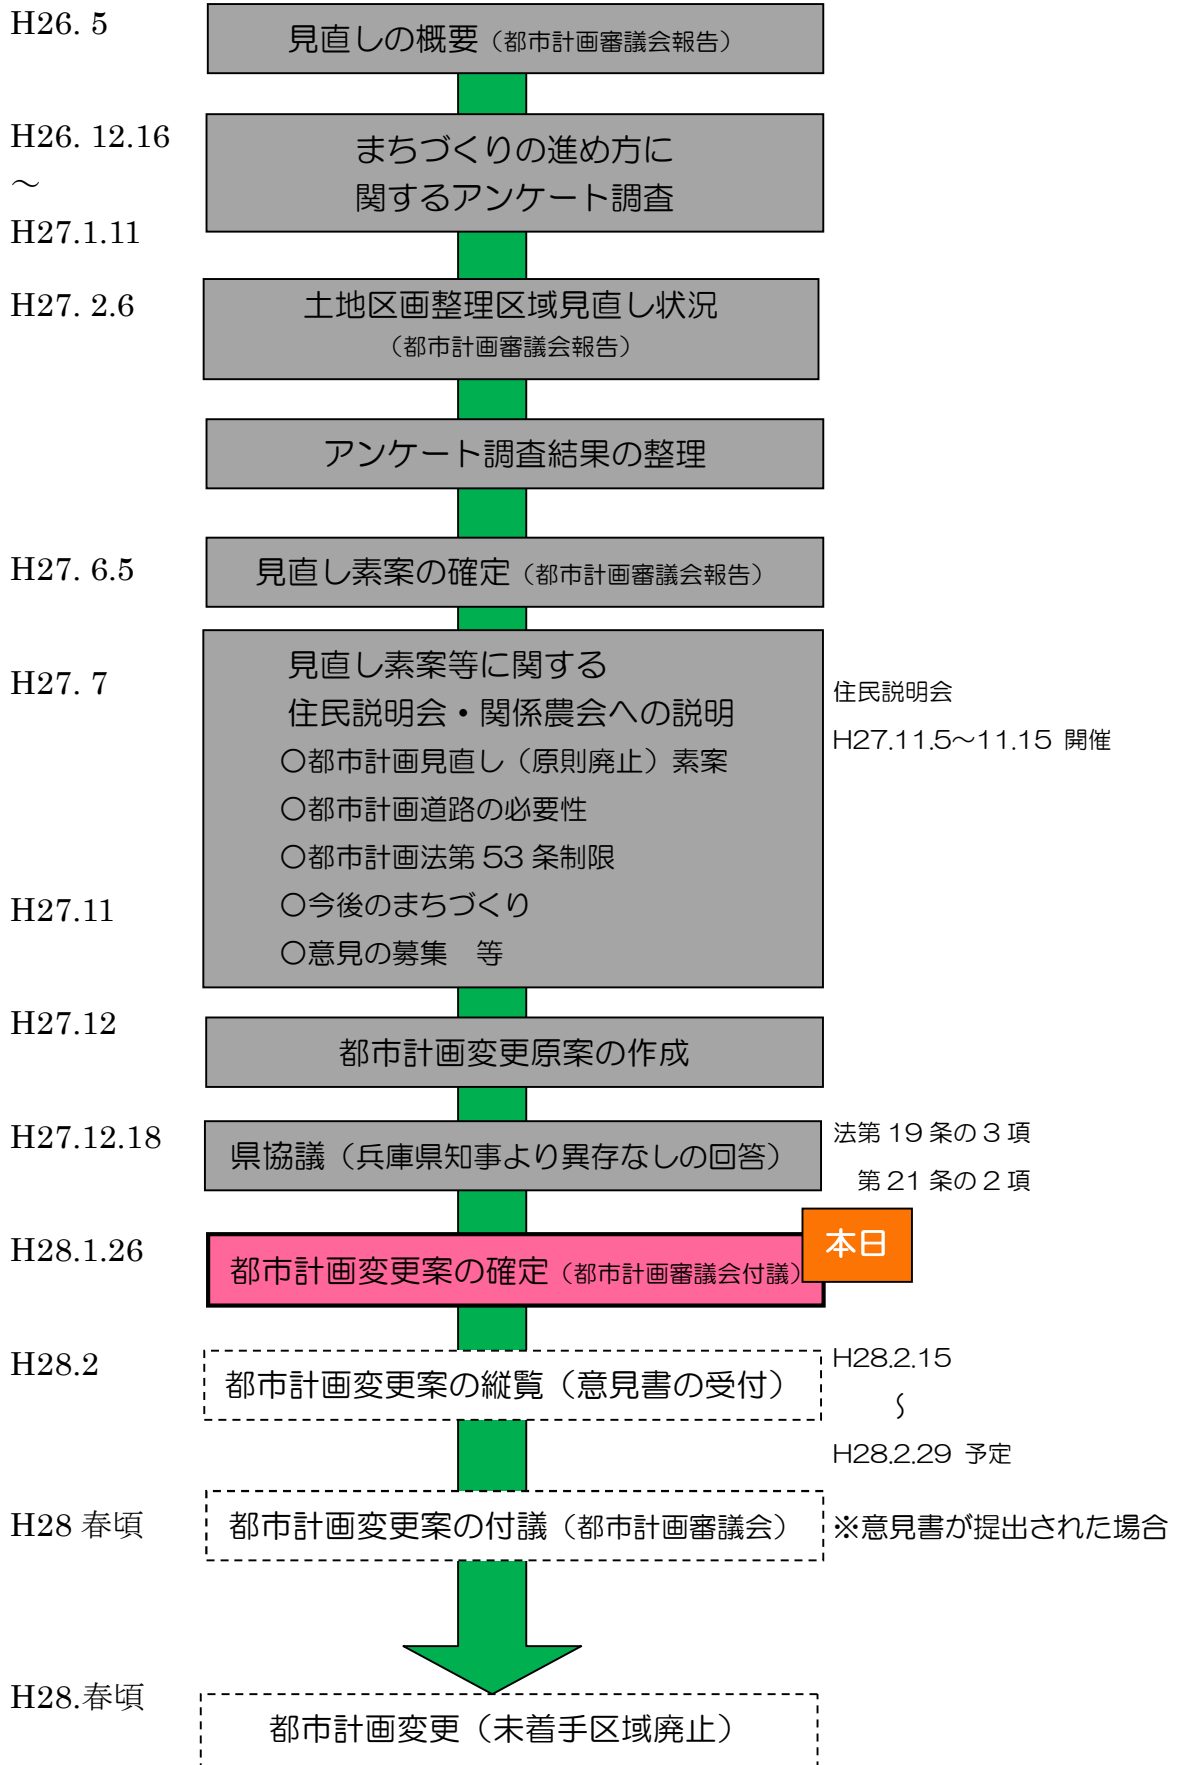 H26. 5
見直しの概要（都市計画審議会報告）
H26. 12.16
～
H27.1.11
まちづくりの進め方に
関するアンケート調査
H27. 2.6
土地区画整理区域見直し状況
（都市計画審議会報告）
アンケート調査結果の整理
H27. 6.5
見直し素案の確定（都市計画審議会報告）
H27. 7
見直し素案等に関する
住民説明会・関係農会への説明
○都市計画見直し（原則廃止）素案
○都市計画道路の必要性
○都市計画法第 53 条制限
○今後のまちづくり
○意見の募集　等
住民説明会
H27.11.5～11.15 開催
H27.11
H27.12
都市計画変更原案の作成
H27.12.18
県協議（兵庫県知事より異存なしの回答）
法第 19 条の 3 項
第 21 条の 2 項
H28.1.26
都市計画変更案の確定（都市計画審議会付議）
本日
H28.2
都市計画変更案の縦覧（意見書の受付）
H28.2.15
～
H28.2.29 予定
H28 春頃
都市計画変更案の付議（都市計画審議会）
※意見書が提出された場合
H28.春頃
都市計画変更（未着手区域廃止）